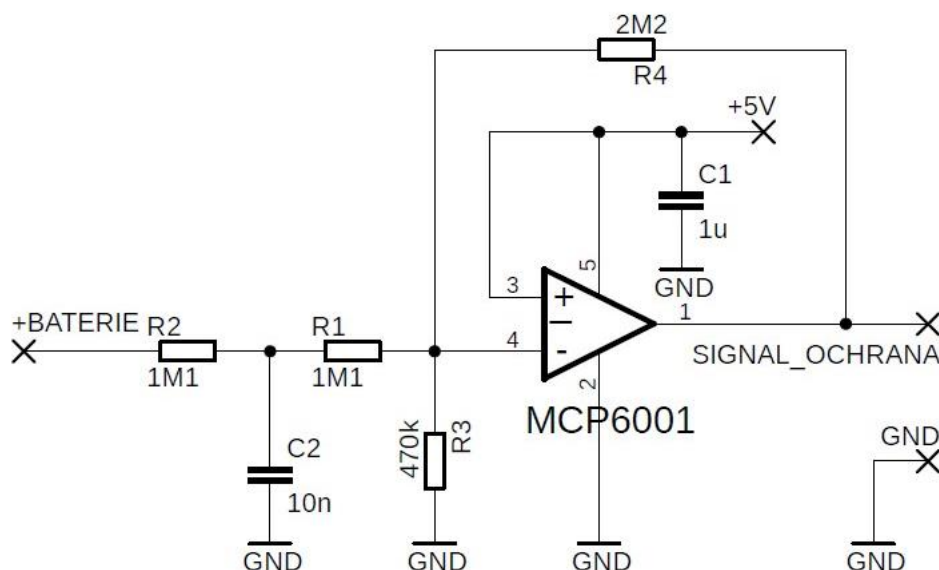 2M2
R4
+5V
C1
1u
GND
3
+
5
1
+BATERIE
R2
R1
4
-
1M1
1M1
SIGNAL_OCHRANA
2
MCP6001
470k
R3
C2
10n
GND
GND
GND
GND
GND